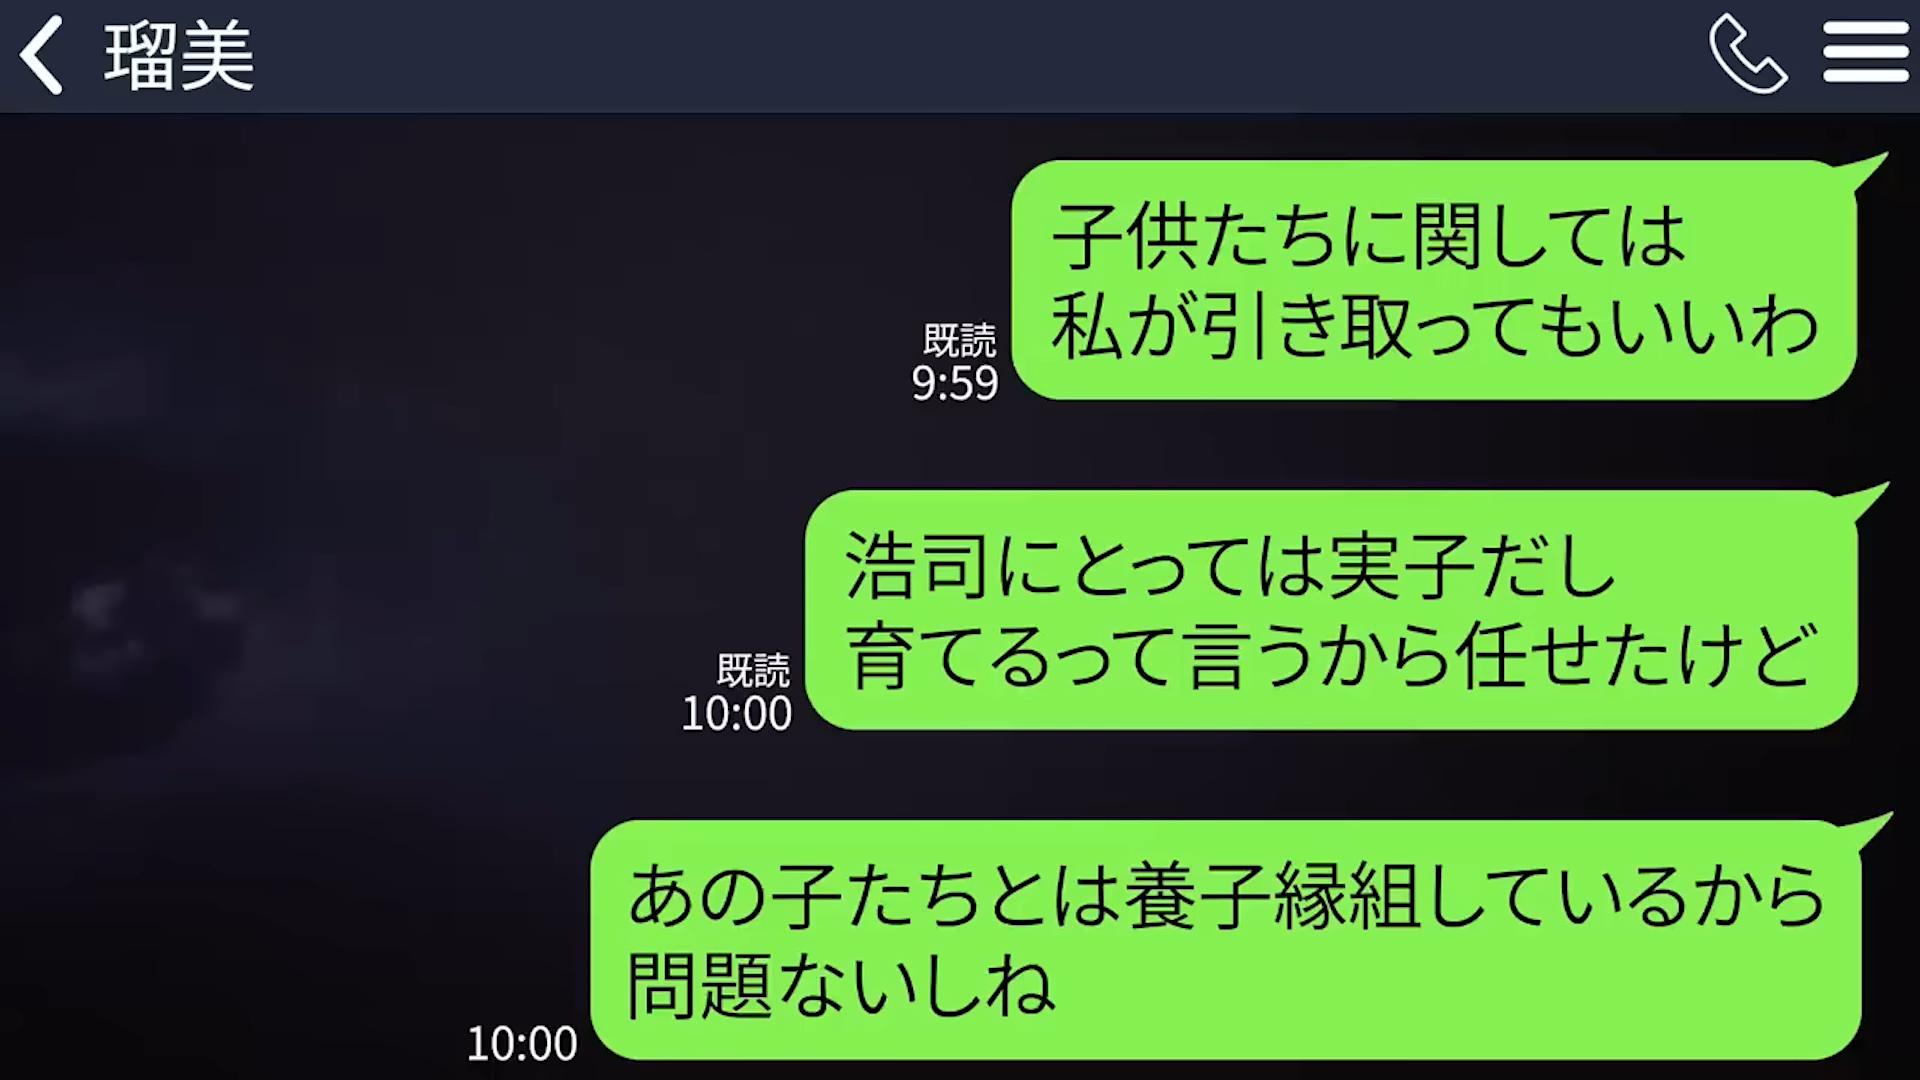 瑠美
子供たちに関しては
私が引き取ってもいいわ
既読
9:59
浩司にとっては実子だし
育てるって言うから任せたけど
既読
10:00
あの子たちとは養子縁組しているから
問題ないしね
10:00